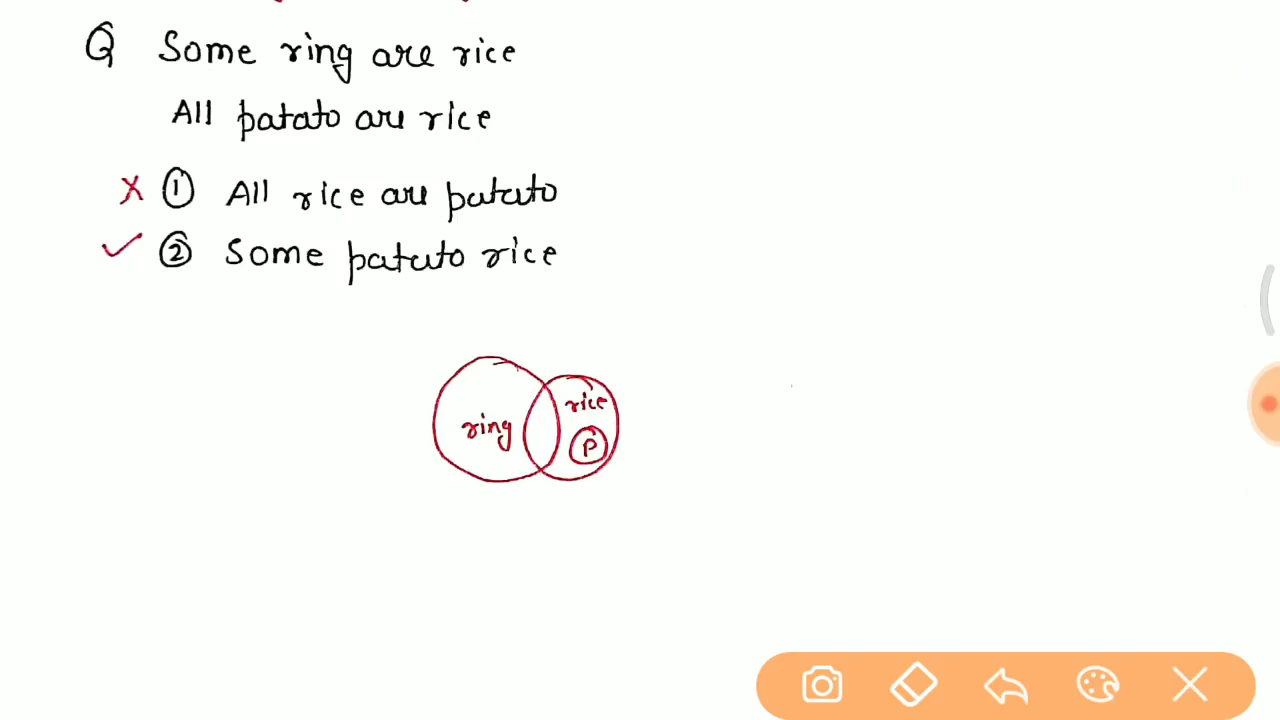 Q Some ring are rice
All patato are rice
① All rice are patato
② Some patato rice
ring
rice
P